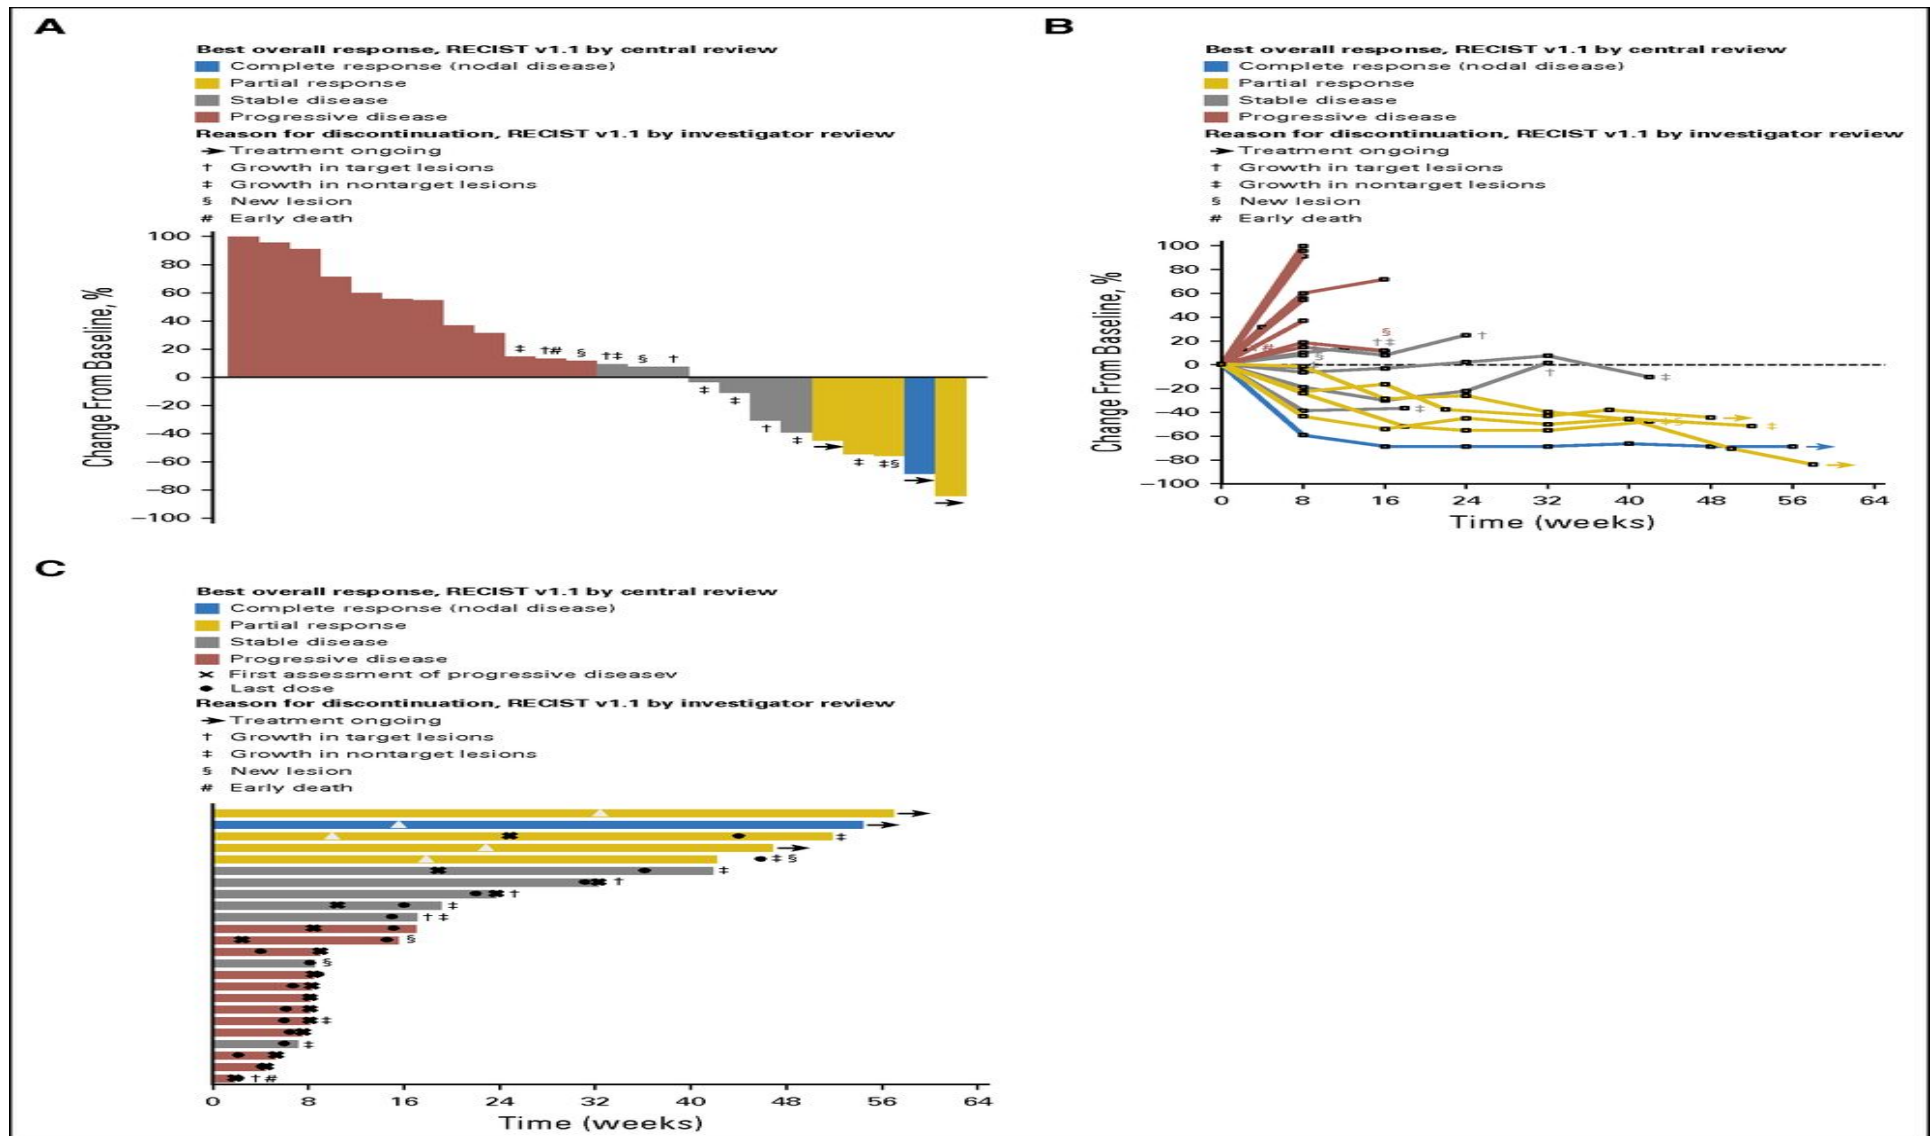 A
Best overall response, RECIST v1.1 by central review
Complete response (nodal disease)
Partial response
Stable disease
Progressive disease
Reason for discontinuation, RECIST v1.1 by investigator review
Treatment ongoing
† Growth in target lesions
‡ Growth in nontarget lesions
§ New lesion
# Early death
Change From Baseline, %
100
80
60
40
20
0
−20
−40
−60
−80
−100
‡ †# § †‡ § †
‡ ‡ † ‡ ‡ ‡§
B
Best overall response, RECIST v1.1 by central review
Complete response (nodal disease)
Partial response
Stable disease
Progressive disease
Reason for discontinuation, RECIST v1.1 by investigator review
Treatment ongoing
† Growth in target lesions
‡ Growth in nontarget lesions
§ New lesion
# Early death
Change From Baseline, %
100
80
60
40
20
0
−20
−40
−60
−80
−100
§
†‡
†
#
§
†
‡
‡
‡
0 8 16 24 32 40 48 56 64
Time (weeks)
C
Best overall response, RECIST v1.1 by central review
Complete response (nodal disease)
Partial response
Stable disease
Progressive disease
First assessment of progressive diseasev
Last dose
Reason for discontinuation, RECIST v1.1 by investigator review
Treatment ongoing
† Growth in target lesions
‡ Growth in nontarget lesions
§ New lesion
# Early death
‡
‡ §
‡
†
†
‡
† ‡
§
§
‡
‡
† #
0 8 16 24 32 40 48 56 64
Time (weeks)